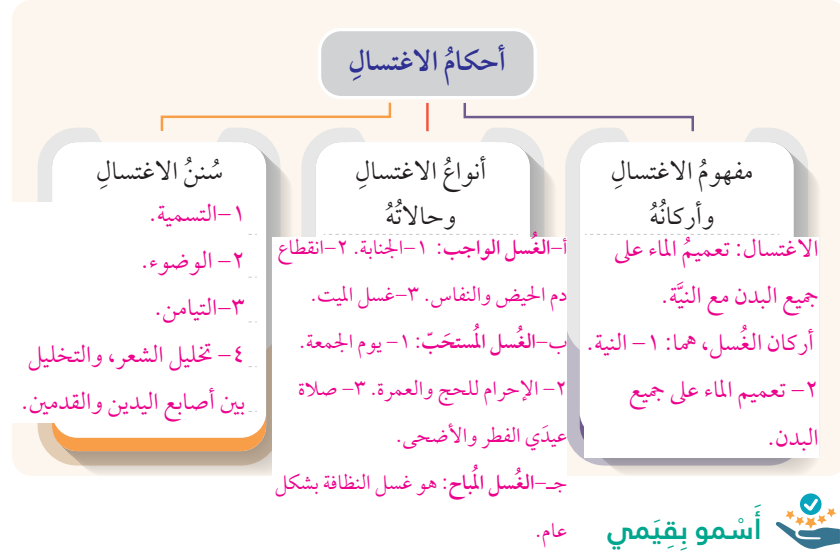 أحكامُ الاغتسالِ
مفهومُ الاغتسالِ
وأركانُهُ
الاغتسال: تعميمُ الماء على
جميع البدن مع النيَّة.
أركان الغُسل، هما: ١– النية.
٢– تعميم الماء على جميع
البدن.
أنواعُ الاغتسالِ
وحالاتُهُ
أ–الغُسل الواجب: ١–الجنابة. ٢–انقطاع
دم الحيض والنفاس. ٣–غسل الميت.
ب–الغُسل المُستحَبّ: ١– يوم الجمعة.
٢– الإحرام للحج والعمرة. ٣– صلاة
عيدَي الفطر والأضحى.
جـ–الغُسل المُباح: هو غسل النظافة بشكل
عام.
سُننُ الاغتسالِ
١–التسمية.
٢– الوضوء.
٣–التيامن.
٤– تخليل الشعر، والتخليل
بين أصابع اليدين والقدمين.
أَسْمو بِقِيَمي